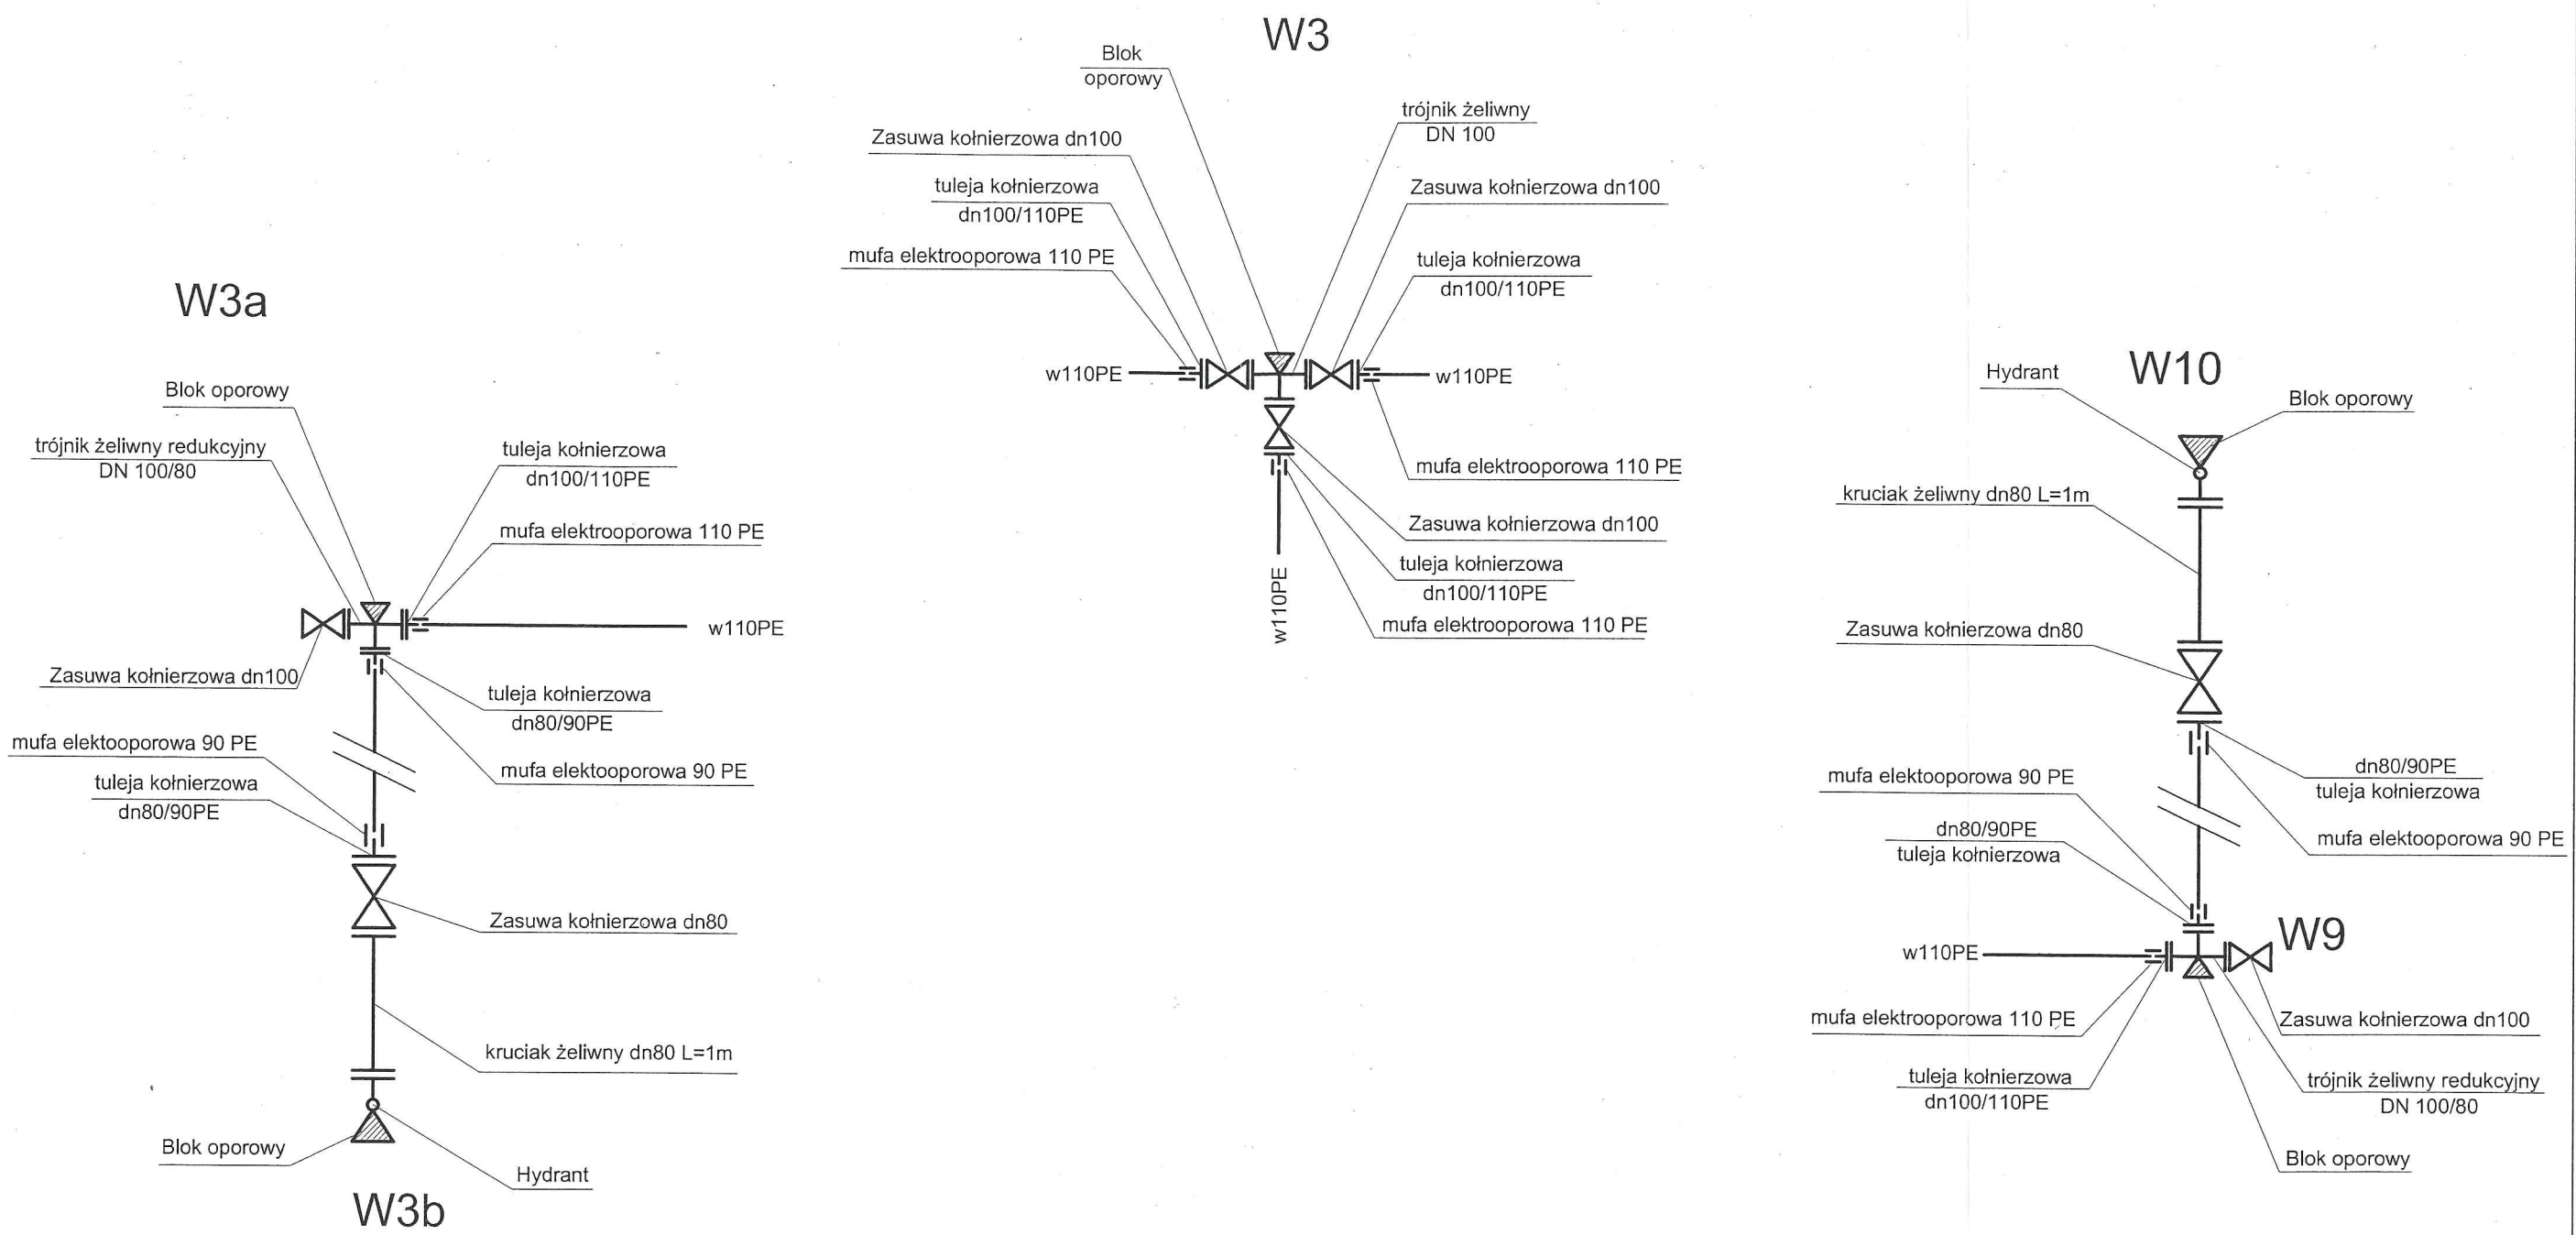 W3a
Blok oporowy
trójnik żeliwny redukcyjny
DN 100/80
tuleja kołnierzowa
dn100/110PE
mufa elektrooporowa 110 PE
w110PE
Zasuwa kołnierzowa dn100
tuleja kołnierzowa
dn80/90PE
mufa elektooporowa 90 PE
mufa elektooporowa 90 PE
tuleja kołnierzowa
dn80/90PE
Zasuwa kołnierzowa dn80
kruciak żeliwny dn80 L=1m
Blok oporowy
Hydrant
W3b
W3
Blok
oporowy
trójnik żeliwny
DN 100
Zasuwa kołnierzowa dn100
tuleja kołnierzowa
dn100/110PE
mufa elektrooporowa 110 PE
Zasuwa kołnierzowa dn100
tuleja kołnierzowa
dn100/110PE
w110PE
w110PE
mufa elektrooporowa 110 PE
Zasuwa kołnierzowa dn100
tuleja kołnierzowa
dn100/110PE
mufa elektrooporowa 110 PE
w110PE
W10
Hydrant
Blok oporowy
kruciak żeliwny dn80 L=1m
Zasuwa kołnierzowa dn80
dn80/90PE
tuleja kołnierzowa
mufa elektooporowa 90 PE
mufa elektooporowa 90 PE
dn80/90PE
tuleja kołnierzowa
W9
w110PE
mufa elektrooporowa 110 PE
tuleja kołnierzowa
dn100/110PE
Zasuwa kołnierzowa dn100
trójnik żeliwny redukcyjny
DN 100/80
Blok oporowy